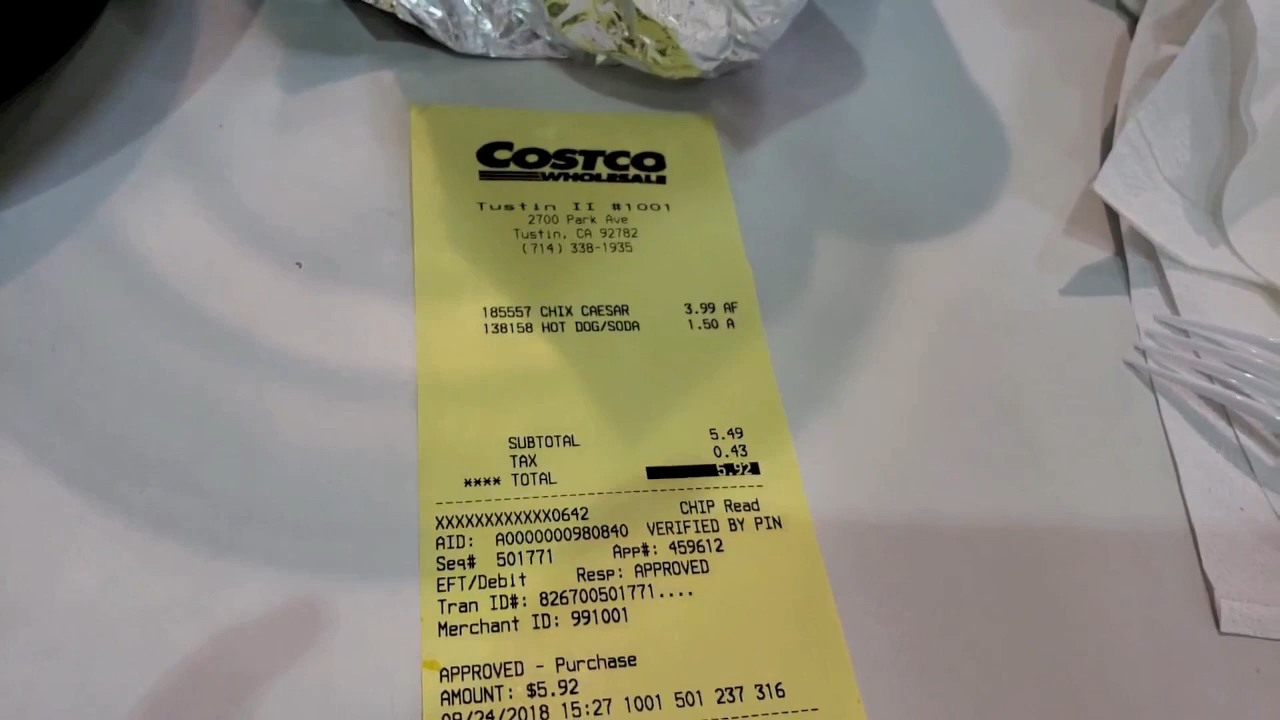 COSTCO
WHOLESALE
Tustin II #1001
2700 Park Ave
Tustin, CA 92782
(714) 338-1935
185557 CHIX CAESAR 3.99 AF
138158 HOT DOG/SODA 1.50 A
SUBTOTAL 5.49
TAX 0.43
**** TOTAL 5.92
XXXXXXXXXXXX0642 CHIP Read
AID: A0000000980840 VERIFIED BY PIN
Seq# 501771 App#: 459612
EFT/Debit Resp: APPROVED
Tran ID#: 826700501771....
Merchant ID: 991001
APPROVED - Purchase
AMOUNT: $5.92
09/24/2018 15:27 1001 501 237 316